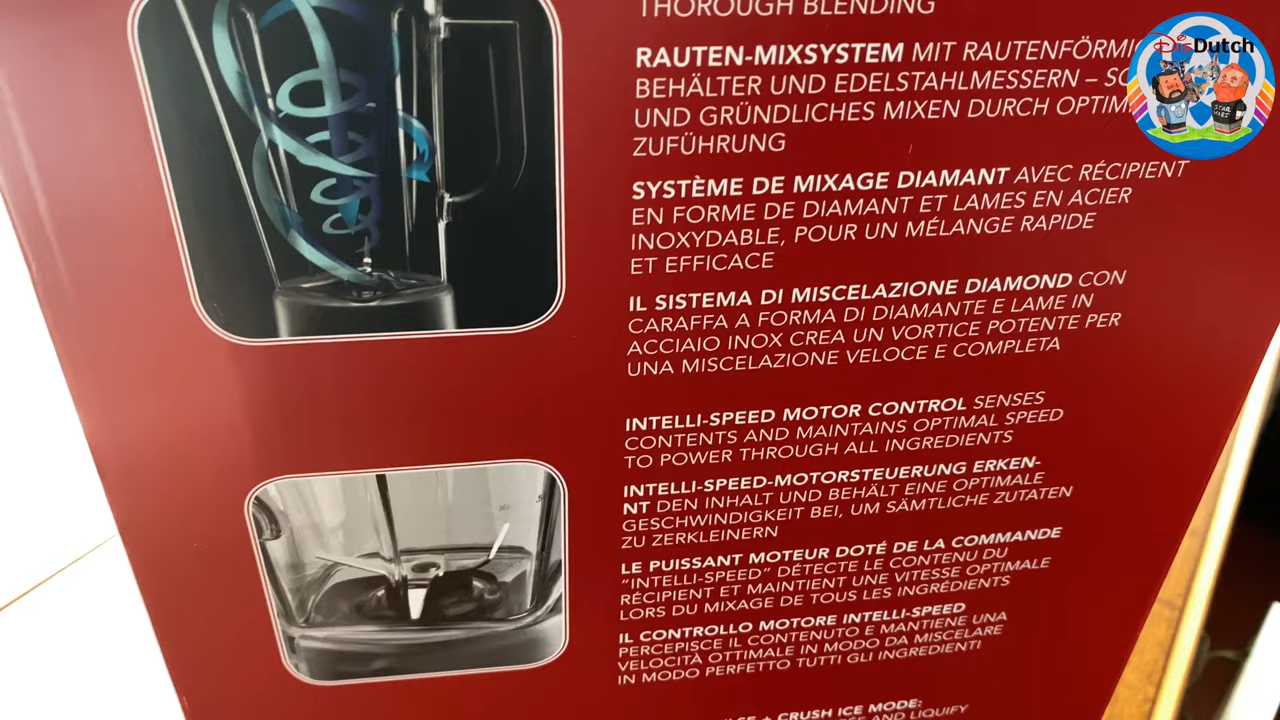 THOROUGH BLENDING
DisDutch
RAUTEN-MIXSYSTEM MIT RAUTENFÖRMIG
BEHÄLTER UND EDELSTAHLMESSERN –
UND GRÜNDLICHES MIXEN DURCH OPTIM
ZUFÜHRUNG
SYSTÈME DE MIXAGE DIAMANT AVEC RÉCIPIENT
EN FORME DE DIAMANT ET LAMES EN ACIER
INOXYDABLE, POUR UN MÉLANGE RAPIDE
ET EFFICACE
IL SISTEMA DI MISCELAZIONE DIAMOND CON
CARAFFA A FORMA DI DIAMANTE E LAME IN
ACCIAIO INOX CREA UN VORTICE POTENTE PER
UNA MISCELAZIONE VELOCE E COMPLETA
INTELLI-SPEED MOTOR CONTROL SENSES
CONTENTS AND MAINTAINS OPTIMAL SPEED
TO POWER THROUGH ALL INGREDIENTS
INTELLI-SPEED-MOTORSTEUERUNG ERKEN-
NT DEN INHALT UND BEHÄLT EINE OPTIMALE
GESCHWINDIGKEIT BEI, UM SÄMTLICHE ZUTATEN
ZU ZERKLEINERN
LE PUISSANT MOTEUR DOTÉ DE LA COMMANDE
“INTELLI-SPEED” DÉTECTE LE CONTENU DU
RÉCIPIENT ET MAINTIENT UNE VITESSE OPTIMALE
LORS DU MIXAGE DE TOUS LES INGRÉDIENTS
IL CONTROLLO MOTORE INTELLI-SPEED
PERCEPISCE IL CONTENUTO E MANTIENE UNA
VELOCITÀ OTTIMALE IN MODO DA MISCELARE
IN MODO PERFETTO TUTTI GLI INGREDIENTI
+ CRUSH ICE MODE:
AND LIQUIFY